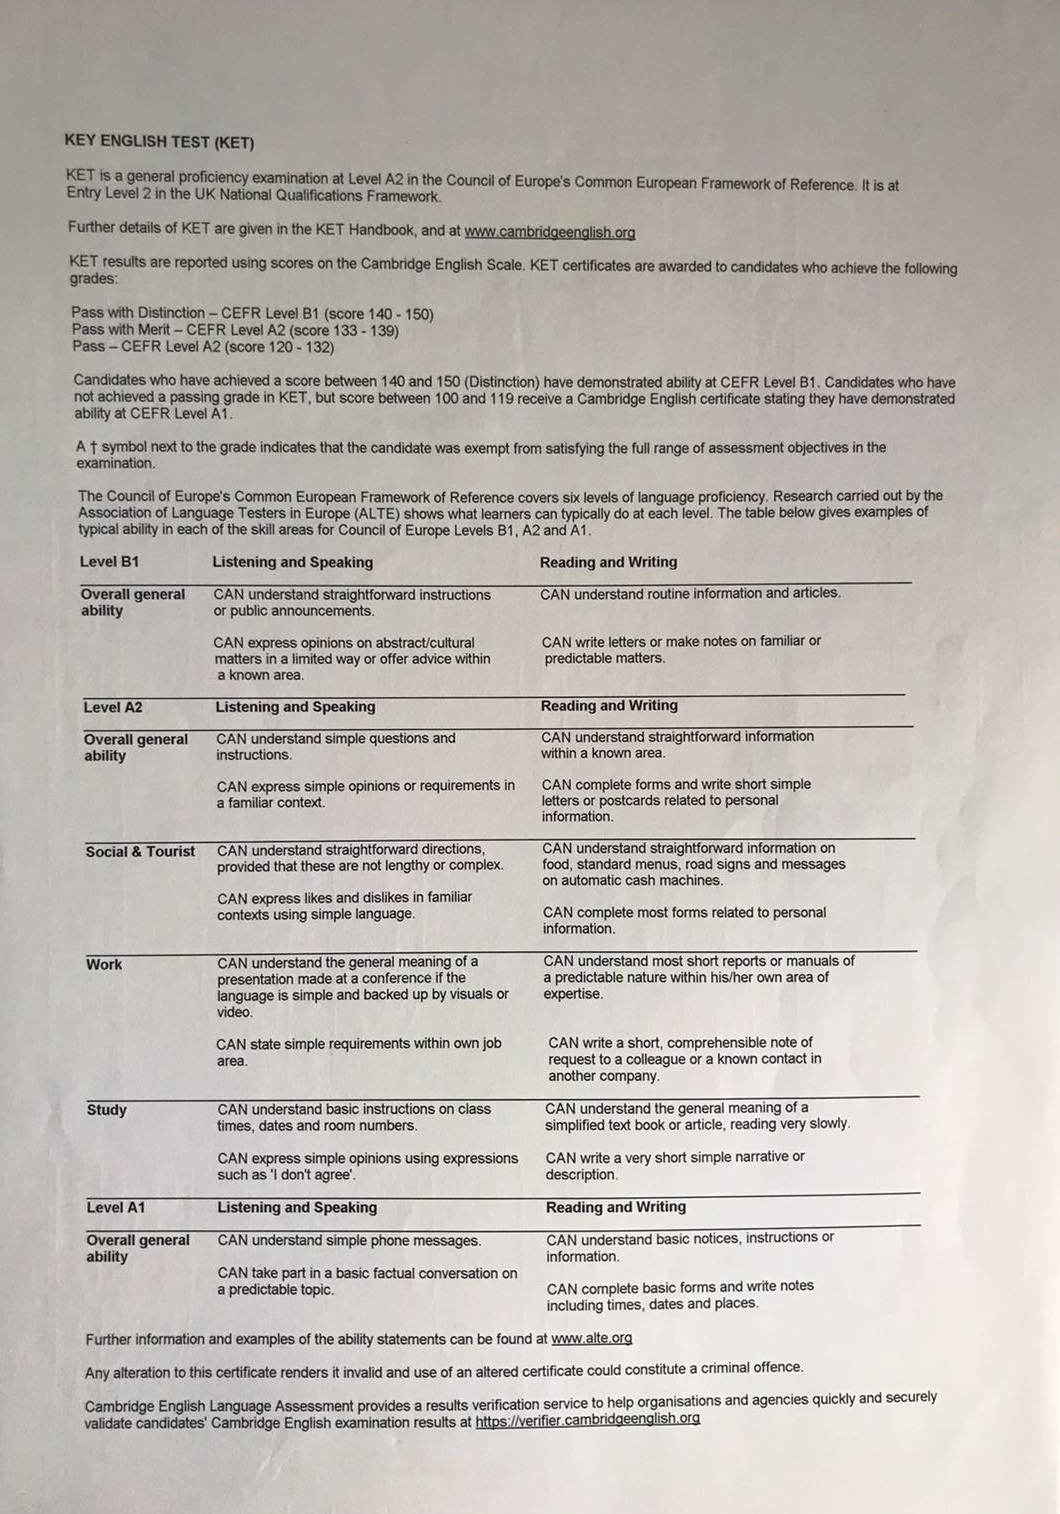 KEY ENGLISH TEST (KET)
KET is a general proficiency examination at Level A2 in the Council of Europe's Common European Framework of Reference. It is at
Entry Level 2 in the UK National Qualifications Framework.
Further details of KET are given in the KET Handbook, and at www.cambridgeenglish.org
KET results are reported using scores on the Cambridge English Scale. KET certificates are awarded to candidates who achieve the following
grades:
Pass with Distinction – CEFR Level B1 (score 140 - 150)
Pass with Merit – CEFR Level A2 (score 133 - 139)
Pass – CEFR Level A2 (score 120 - 132)
Candidates who have achieved a score between 140 and 150 (Distinction) have demonstrated ability at CEFR Level B1. Candidates who have
not achieved a passing grade in KET, but score between 100 and 119 receive a Cambridge English certificate stating they have demonstrated
ability at CEFR Level A1.
A † symbol next to the grade indicates that the candidate was exempt from satisfying the full range of assessment objectives in the
examination.
The Council of Europe's Common European Framework of Reference covers six levels of language proficiency. Research carried out by the
Association of Language Testers in Europe (ALTE) shows what learners can typically do at each level. The table below gives examples of
typical ability in each of the skill areas for Council of Europe Levels B1, A2 and A1.
Level B1 Listening and Speaking Reading and Writing
Overall general CAN understand straightforward instructions CAN understand routine information and articles.
ability or public announcements.
CAN express opinions on abstract/cultural CAN write letters or make notes on familiar or
matters in a limited way or offer advice within predictable matters.
a known area.
Level A2 Listening and Speaking Reading and Writing
Overall general CAN understand simple questions and CAN understand straightforward information
ability instructions. within a known area.
CAN express simple opinions or requirements in CAN complete forms and write short simple
a familiar context. letters or postcards related to personal
information.
Social & Tourist CAN understand straightforward directions, CAN understand straightforward information on
provided that these are not lengthy or complex. food, standard menus, road signs and messages
on automatic cash machines.
CAN express likes and dislikes in familiar
contexts using simple language. CAN complete most forms related to personal
information.
Work CAN understand the general meaning of a CAN understand most short reports or manuals of
presentation made at a conference if the a predictable nature within his/her own area of
language is simple and backed up by visuals or expertise.
video.
CAN state simple requirements within own job CAN write a short, comprehensible note of
area. request to a colleague or a known contact in
another company.
Study CAN understand basic instructions on class CAN understand the general meaning of a
times, dates and room numbers. simplified text book or article, reading very slowly.
CAN express simple opinions using expressions CAN write a very short simple narrative or
such as 'I don't agree'. description.
Level A1 Listening and Speaking Reading and Writing
Overall general CAN understand simple phone messages. CAN understand basic notices, instructions or
ability information.
CAN take part in a basic factual conversation on CAN complete basic forms and write notes
a predictable topic. including times, dates and places.
Further information and examples of the ability statements can be found at www.alte.org
Any alteration to this certificate renders it invalid and use of an altered certificate could constitute a criminal offence.
Cambridge English Language Assessment provides a results verification service to help organisations and agencies quickly and securely
validate candidates' Cambridge English examination results at https://verifier.cambridgeenglish.org